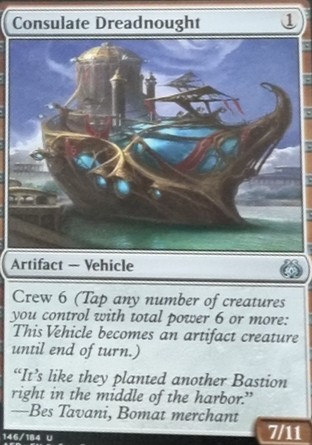 Consulate Dreadnought 1
Artifact — Vehicle
Crew 6 (Tap any number of creatures
you control with total power 6 or more:
This Vehicle becomes an artifact creature
until end of turn.)
“It’s like they planted another Bastion
right in the middle of the harbor.”
—Bes Tavani, Bomat merchant
7/11
146/184 U